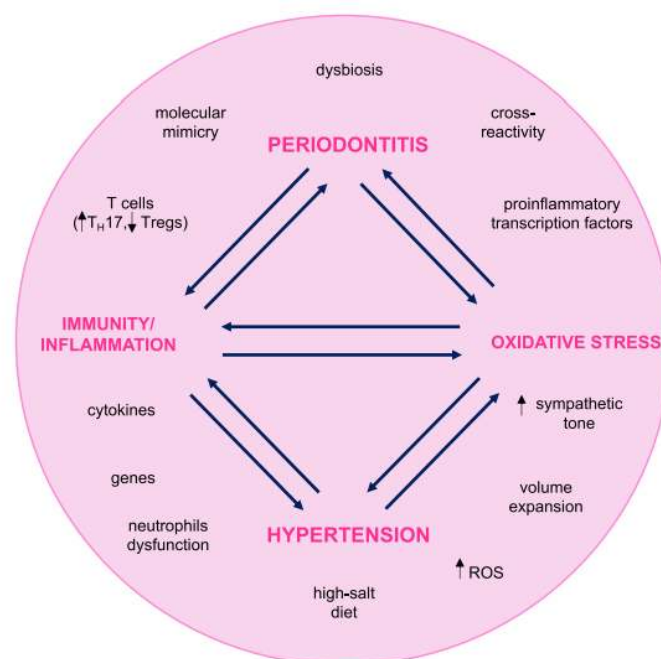 dysbiosis
molecular
mimicry
cross-
reactivity
PERIODONTITIS
T cells
(↑TH17,↓ Tregs)
proinflammatory
transcription factors
IMMUNITY/
INFLAMMATION
OXIDATIVE STRESS
cytokines
↑ sympathetic
tone
genes
volume
expansion
neutrophils
dysfunction
HYPERTENSION
↑ ROS
high-salt
diet